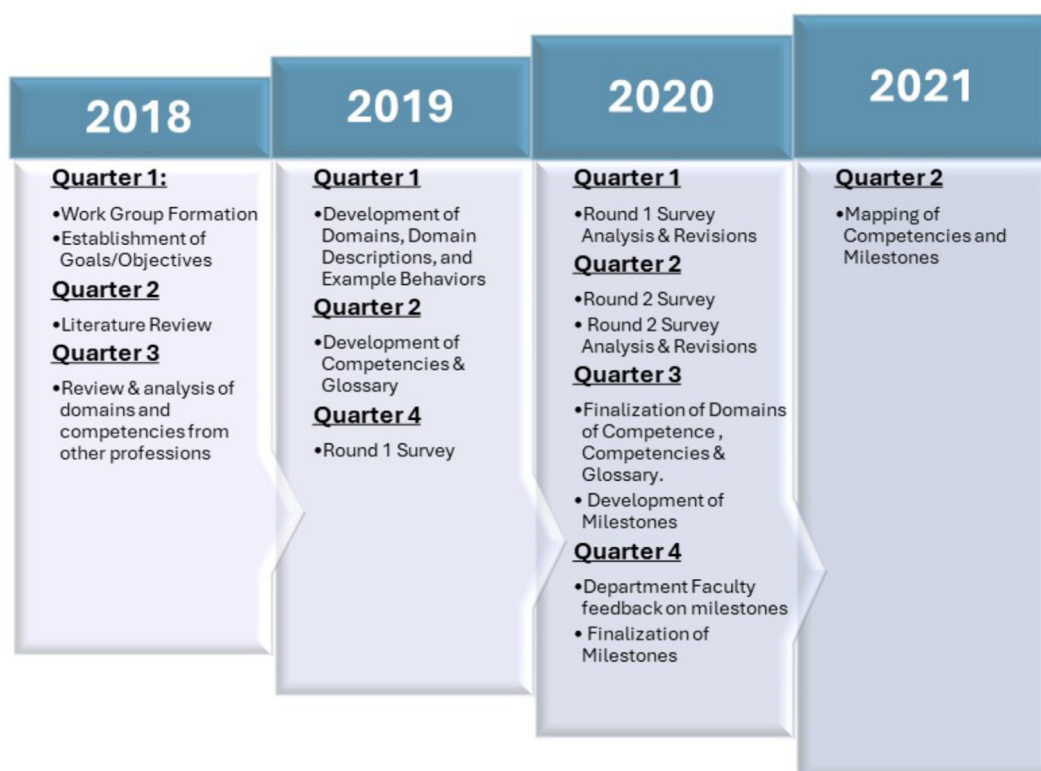 2018
Quarter 1:
•Work Group Formation
•Establishment of
Goals/Objectives
Quarter 2
•Literature Review
Quarter 3
•Review & analysis of
domains and
competencies from
other professions
2019
Quarter 1
•Development of
Domains, Domain
Descriptions, and
Example Behaviors
Quarter 2
•Development of
Competencies &
Glossary
Quarter 4
•Round 1 Survey
2020
Quarter 1
•Round 1 Survey
Analysis & Revisions
Quarter 2
•Round 2 Survey
• Round 2 Survey
Analysis & Revisions
Quarter 3
•Finalization of Domains
of Competence ,
Competencies &
Glossary.
• Development of
Milestones
Quarter 4
•Department Faculty
feedback on milestones
• Finalization of
Milestones
2021
Quarter 2
•Mapping of
Competencies and
Milestones